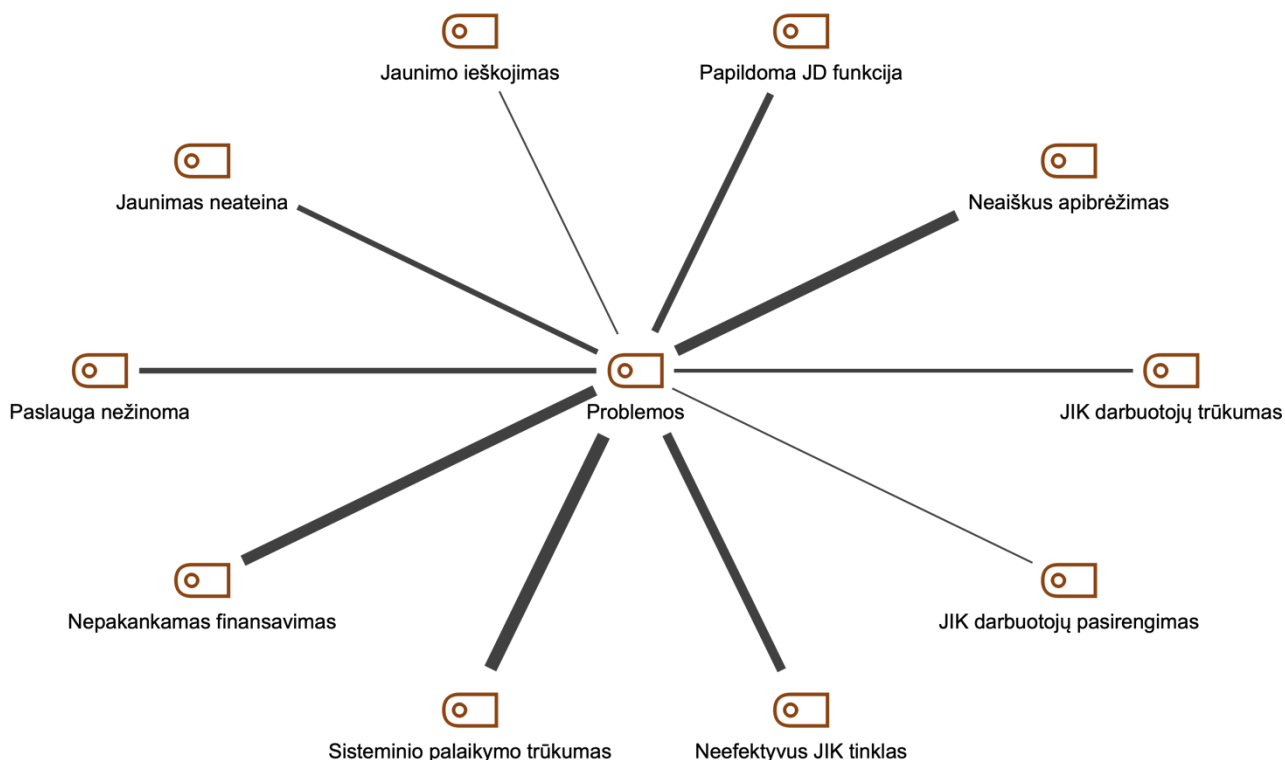 Jaunimo ieškojimas
Papildoma JD funkcija
Jaunimas neateina
Neaiškus apibrėžimas
Paslauga nežinoma
Problemos
JIK darbuotojų trūkumas
Nepakankamas finansavimas
JIK darbuotojų pasirengimas
Sisteminio palaikymo trūkumas
Neefektyvus JIK tinklas